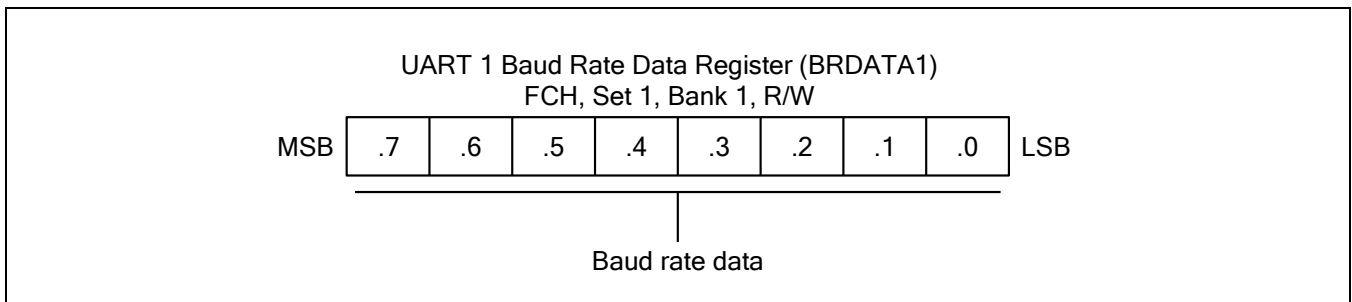 UART 1 Baud Rate Data Register (BRDATA1)
FCH, Set 1, Bank 1, R/W
MSB .7 .6 .5 .4 .3 .2 .1 .0 LSB
Baud rate data